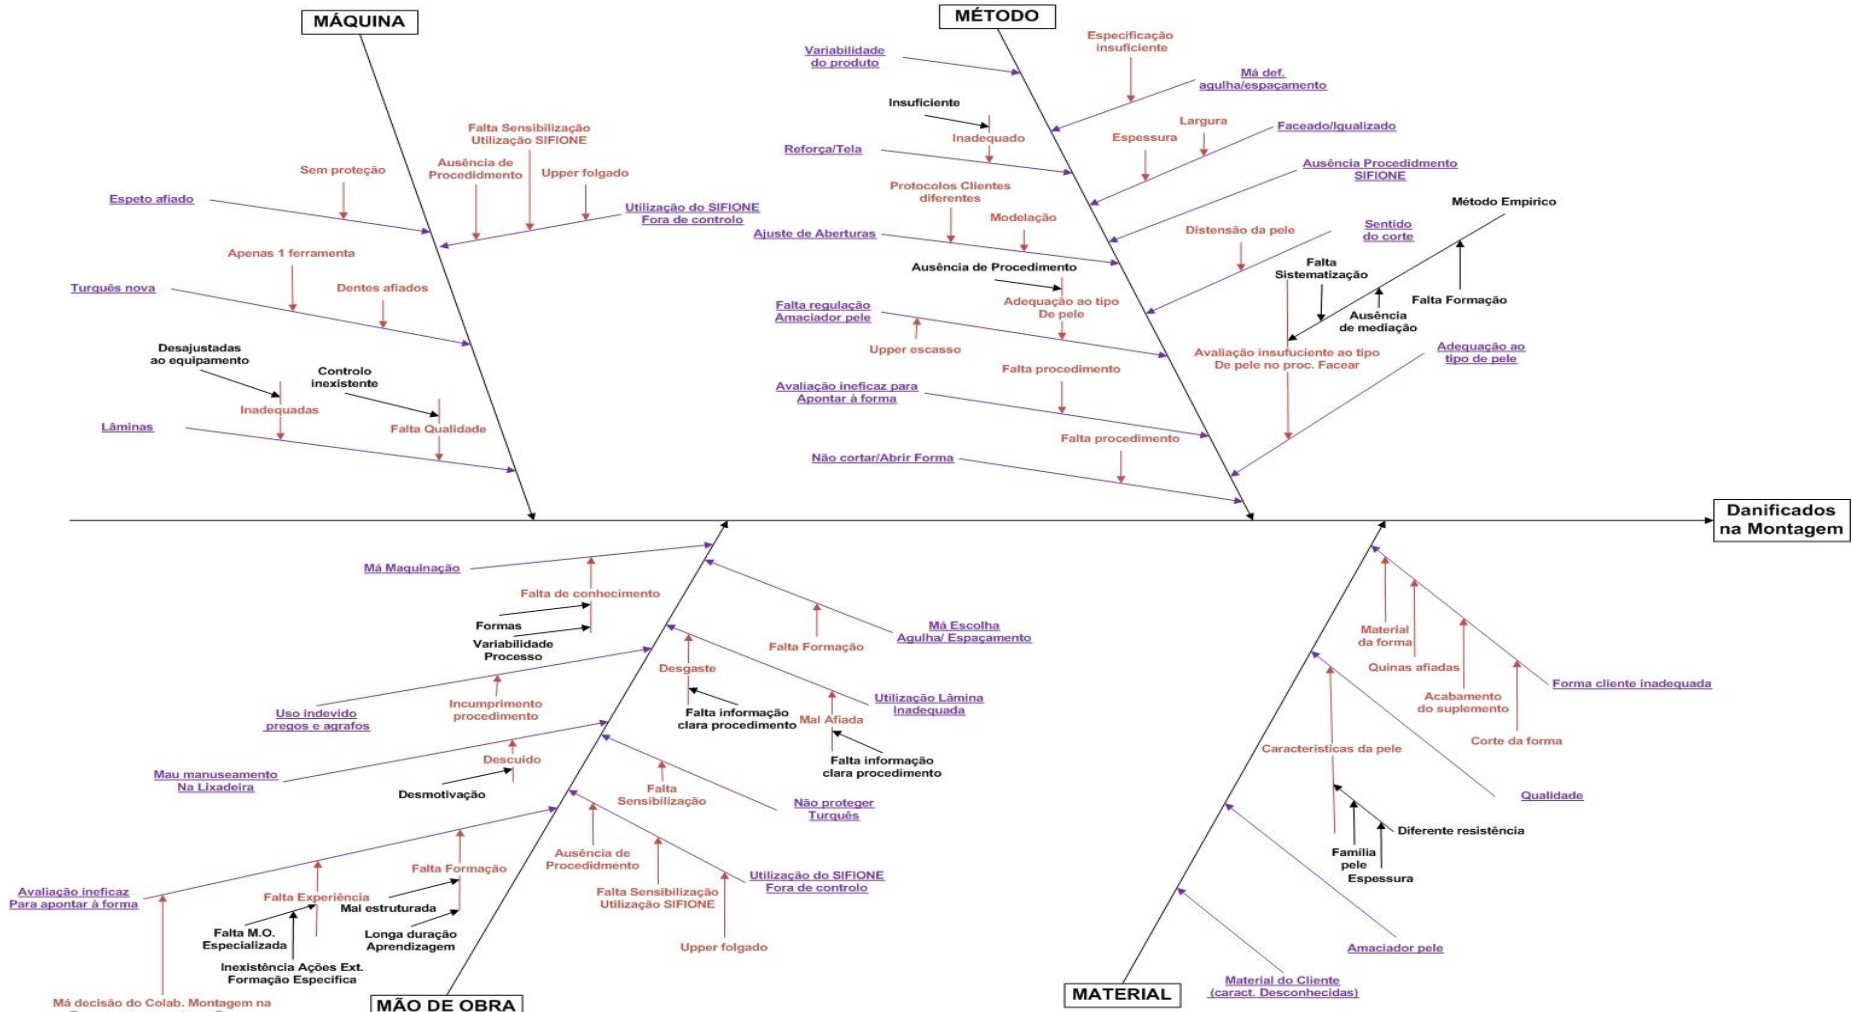 MÁQUINA
Sem proteção
Falta Sensibilização
Utilização SIFIONE
Ausência de
Procedidmento
Upper folgado
Espeto afiado
Utilização do SIFIONE
Fora de controlo
Apenas 1 ferramenta
Turquês nova
Dentes afiados
Desajustadas
ao equipamento
Controlo
inexistente
Inadequadas
Falta Qualidade
Lâminas
MÉTODO
Variabilidade
do produto
Especificação
insuficiente
Má def.
agulha/espaçamento
Insuficiente
Inadequado
Reforça/Tela
Largura
Espessura
Faceado/Igualizado
Ausência Procedidmento
SIFIONE
Protocolos Clientes
diferentes
Modelação
Ajuste de Aberturas
Método Empírico
Distensão da pele
Sentido
do corte
Ausência de Procedimento
Falta
Sistematização
Falta Formação
Ausência
de mediação
Falta regulação
Amaciador pele
Adequação ao tipo
De pele
Upper escasso
Avaliação insufuciente ao tipo
De pele no proc. Facear
Adequação ao
tipo de pele
Falta procedimento
Avaliação ineficaz para
Apontar à forma
Falta procedimento
Não cortar/Abrir Forma
Danificados
na Montagem
Má Maquinação
Falta de conhecimento
Formas
Variabilidade
Processo
Má Escolha
Agulha/ Espaçamento
Falta Formação
Desgaste
Uso indevido
pregos e agrafos
Incumprimento
procedimento
Falta informação
clara procedimento
Utilização Lâmina
Inadequada
Mal Afiada
Falta informação
clara procedimento
Mau manuseamento
Na Lixadeira
Descuido
Desmotivação
Falta
Sensibilização
Não proteger
Turquês
Avaliação ineficaz
Para apontar à forma
Falta Experiência
Falta Formação
Mal estruturada
Falta M.O.
Especializada
Longa duração
Aprendizagem
Inexistência Ações Ext.
Formação Especifica
Má decisão do Colab. Montagem na
Ausência de
Procedidmento
Falta Sensibilização
Utilização SIFIONE
Utilização do SIFIONE
Fora de controlo
Upper folgado
MÃO DE OBRA
Material
da forma
Quinas afiadas
Acabamento
do suplemento
Corte da forma
Forma cliente inadequada
Características da pele
Qualidade
Diferente resistência
Família
pele
Espessura
Amaciador pele
Material do Cliente
(caract. Desconhecidas)
MATERIAL